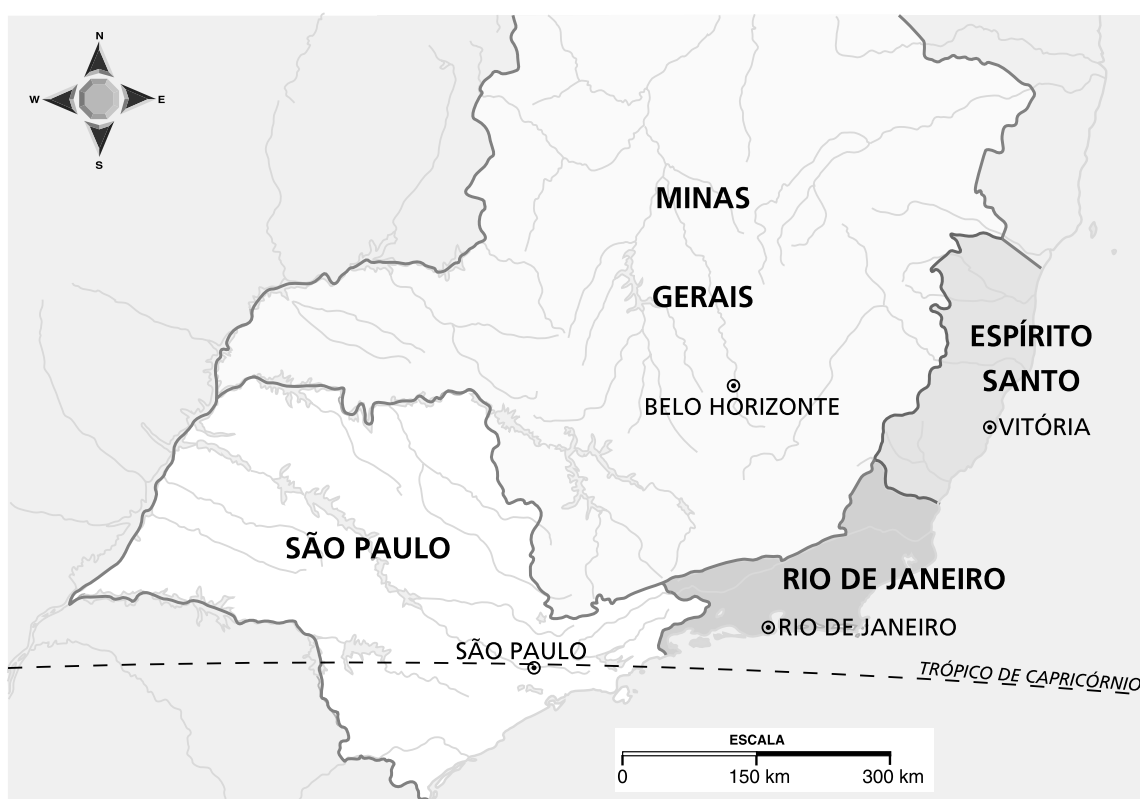 N
W E
S
MINAS
GERAIS
ESPÍRITO
SANTO
BELO HORIZONTE
VITÓRIA
SÃO PAULO
RIO DE JANEIRO
RIO DE JANEIRO
SÃO PAULO
TRÓPICO DE CAPRICÓRNIO
ESCALA
0 150 km 300 km